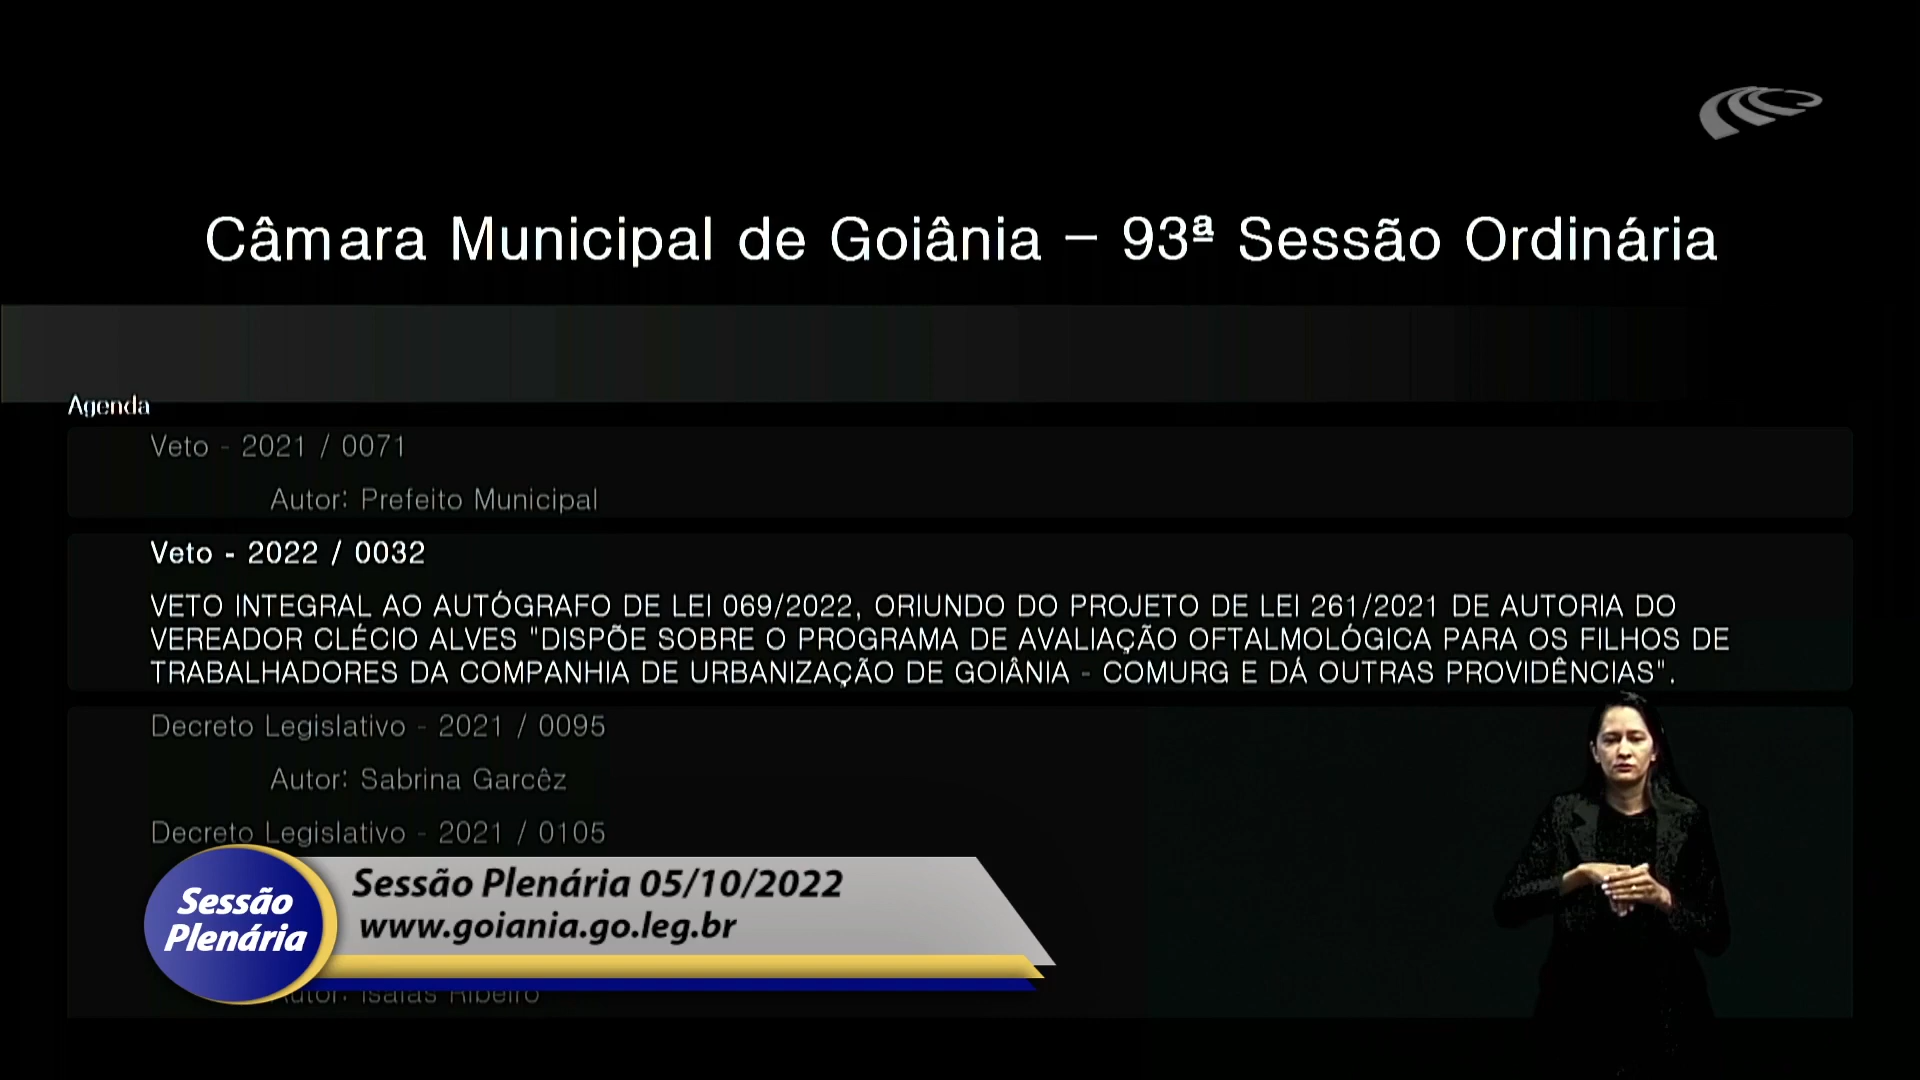 Câmara Municipal de Goiânia – 93ª Sessão Ordinária
Agenda
Veto - 2021 / 0071
Autor: Prefeito Municipal
Veto - 2022 / 0032
VETO INTEGRAL AO AUTÓGRAFO DE LEI 069/2022, ORIUNDO DO PROJETO DE LEI 261/2021 DE AUTORIA DO
VEREADOR CLÉCIO ALVES "DISPÕE SOBRE O PROGRAMA DE AVALIAÇÃO OFTALMOLÓGICA PARA OS FILHOS DE
TRABALHADORES DA COMPANHIA DE URBANIZAÇÃO DE GOIÂNIA - COMURG E DÁ OUTRAS PROVIDÊNCIAS".
Decreto Legislativo - 2021 / 0095
Autor: Sabrina Garcêz
Decreto Legislativo - 2021 / 0105
Sessão Plenária 05/10/2022
www.goiania.go.leg.br
Sessão
Plenária
Autor: Isaías Ribeiro